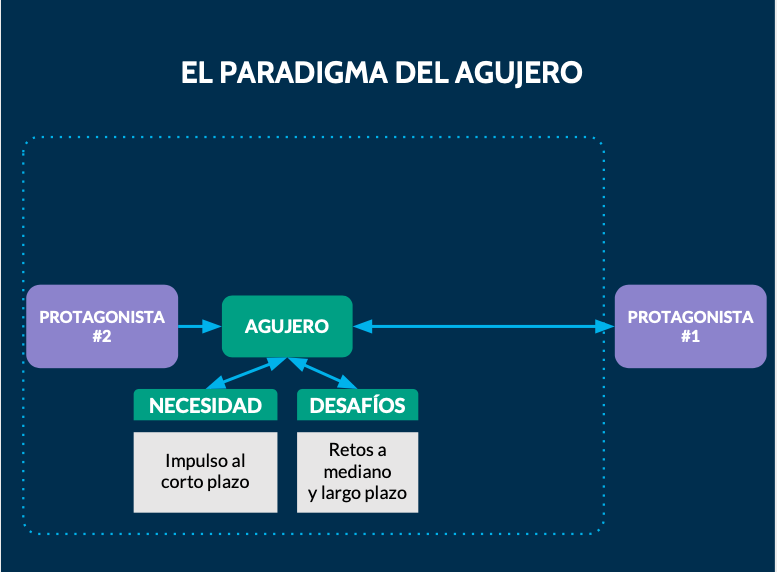 EL PARADIGMA DEL AGUJERO
PROTAGONISTA
#2
AGUJERO
PROTAGONISTA
#1
NECESIDAD
Impulso al
corto plazo
DESAFÍOS
Retos a
mediano
y largo plazo